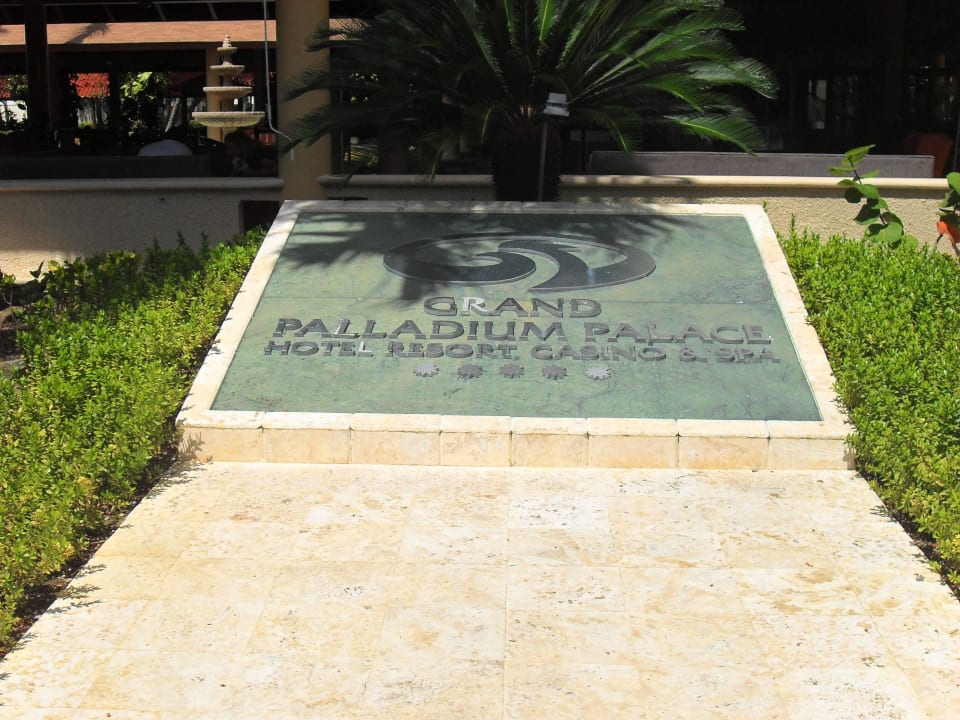 GRAND
PALLADIUM PALACE
HOTEL RESORT CASINO & SPA